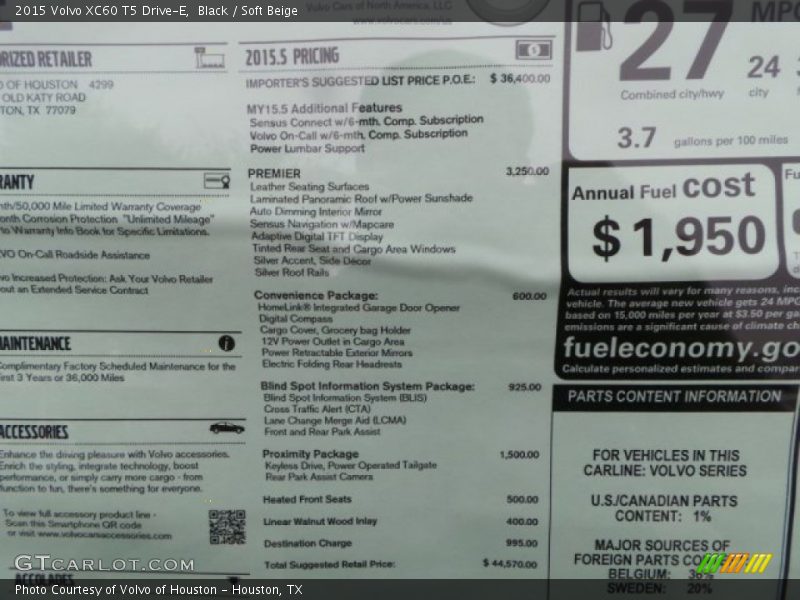 2015 Volvo XC60 T5 Drive-E, Black / Soft Beige
Volvo Cars of North America, LLC
www.volvocars.com/us
ORIZED RETAILER
O OF HOUSTON 4299
OLD KATY ROAD
TON, TX 77079
RANTY
nth/50,000 Mile Limited Warranty Coverage
onth Corrosion Protection "Unlimited Mileage"
to Warranty Info Book for Specific Limitations.
VO On-Call Roadside Assistance
vo Increased Protection: Ask Your Volvo Retailer
out an Extended Service Contract
MAINTENANCE
Complimentary Factory Scheduled Maintenance for the
irst 3 Years or 36,000 Miles
ACCESSORIES
Enhance the driving pleasure with Volvo accessories.
Enrich the styling, integrate technology, boost
performance, or simply carry more cargo - from
function to fun, there's something for everyone.
To view full accessory product line -
Scan this Smartphone QR code
or visit www.volvocarsaccessories.com
ACCOLADES
2015.5 PRICING
IMPORTER'S SUGGESTED LIST PRICE P.O.E.: $ 36,400.00
MY15.5 Additional Features
Sensus Connect w/6-mth. Comp. Subscription
Volvo On-Call w/6-mth. Comp. Subscription
Power Lumbar Support
PREMIER 3,250.00
Leather Seating Surfaces
Laminated Panoramic Roof w/Power Sunshade
Auto Dimming Interior Mirror
Sensus Navigation w/Mapcare
Adaptive Digital TFT Display
Tinted Rear Seat and Cargo Area Windows
Silver Accent, Side Decor
Silver Roof Rails
Convenience Package: 600.00
HomeLink® Integrated Garage Door Opener
Digital Compass
Cargo Cover, Grocery bag Holder
12V Power Outlet in Cargo Area
Power Retractable Exterior Mirrors
Electric Folding Rear Headrests
Blind Spot Information System Package: 925.00
Blind Spot Information System (BLIS)
Cross Traffic Alert (CTA)
Lane Change Merge Aid (LCMA)
Front and Rear Park Assist
Proximity Package 1,500.00
Keyless Drive, Power Operated Tailgate
Rear Park Assist Camera
Heated Front Seats 500.00
Linear Walnut Wood Inlay 400.00
Destination Charge 995.00
Total Suggested Retail Price: $ 44,570.00
27 MPG
24
Combined city/hwy city
3.7 gallons per 100 miles
Annual Fuel cost
$1,950
Actual results will vary for many reasons, inc
vehicle. The average new vehicle gets 24 MPG
based on 15,000 miles per year at $3.50 per ga
emissions are a significant cause of climate ch
fueleconomy.go
Calculate personalized estimates and compar
PARTS CONTENT INFORMATION
FOR VEHICLES IN THIS
CARLINE: VOLVO SERIES
U.S./CANADIAN PARTS
CONTENT: 1%
MAJOR SOURCES OF
FOREIGN PARTS CO
BELGIUM: 36%
SWEDEN: 20%
GTcarlot.com
Photo Courtesy of Volvo of Houston - Houston, TX